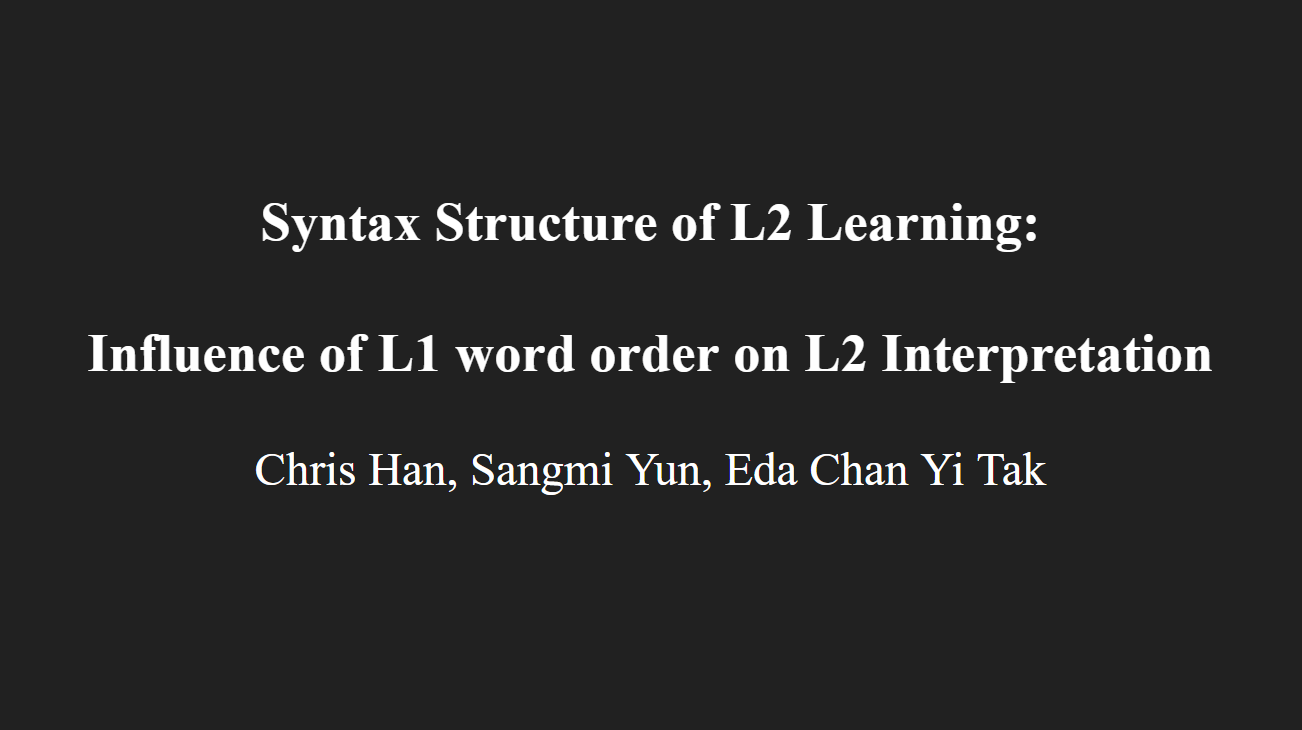 Syntax Structure of L2 Learning:
Influence of L1 word order on L2 Interpretation
Chris Han, Sangmi Yun, Eda Chan Yi Tak